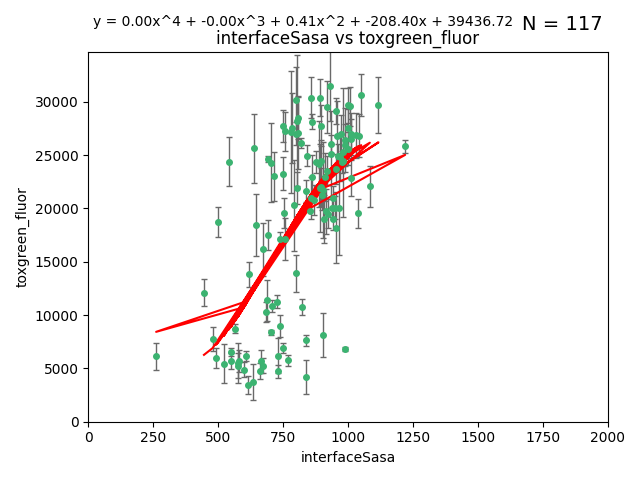 y = 0.00x^4 + -0.00x^3 + 0.41x^2 + -208.40x + 39436.72 N = 117
interfaceSasa vs toxgreen_fluor
30000
25000
20000
15000
10000
5000
0
toxgreen_fluor
0 250 500 750 1000 1250 1500 1750 2000
interfaceSasa